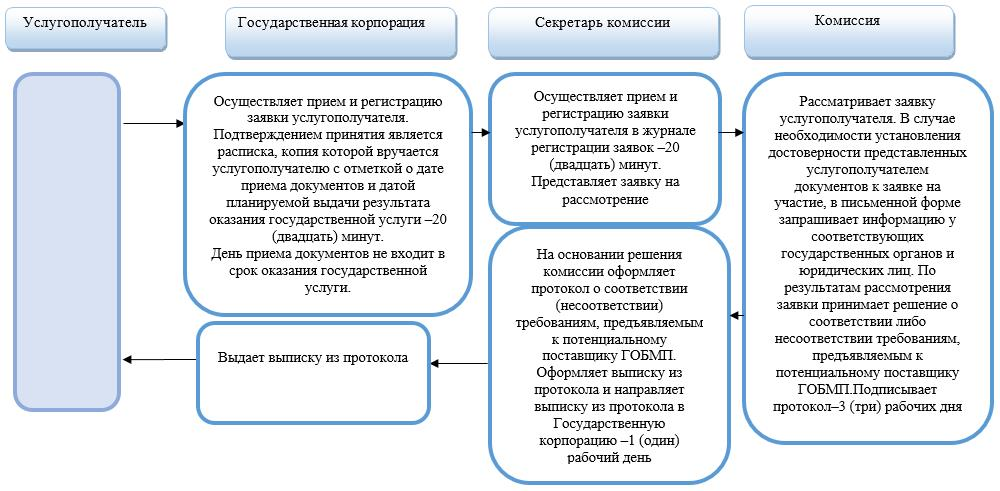 Услугополучатель
Государственная корпорация
Секретарь комиссии
Комиссия
Осуществляет прием и регистрацию
заявки услугополучателя.
Подтверждением принятия является
расписка, копия которой вручается
услугополучателю с отметкой о дате
приема документов и датой
планируемой выдачи результата
оказания государственной услуги –20
(двадцать) минут.
День приема документов не входит в
срок оказания государственной
услуги.
Осуществляет прием и
регистрацию заявки
услугополучателя в журнале
регистрации заявок –20
(двадцать) минут.
Представляет заявку на
рассмотрение
Рассматривает заявку
услугополучателя. В случае
необходимости установления
достоверности представленных
услугополучателем
документов к заявке на
участие, в письменной форме
запрашивает информацию у
соответствующих
государственных органов и
юридических лиц. По
результатам рассмотрения
заявки принимает решение о
соответствии либо
несоответствии требованиям,
предъявляемым к
потенциальному поставщику
ГОБМП.Подписывает
протокол–3 (три) рабочих дня
На основании решения
комиссии оформляет
протокол о соответствии
(несоответствии)
требованиям, предъявляемым
к потенциальному
поставщику ГОБМП.
Оформляет выписку из
протокола и направляет
выписку из протокола в
Государственную
корпорацию –1 (один)
рабочий день
Выдает выписку из протокола